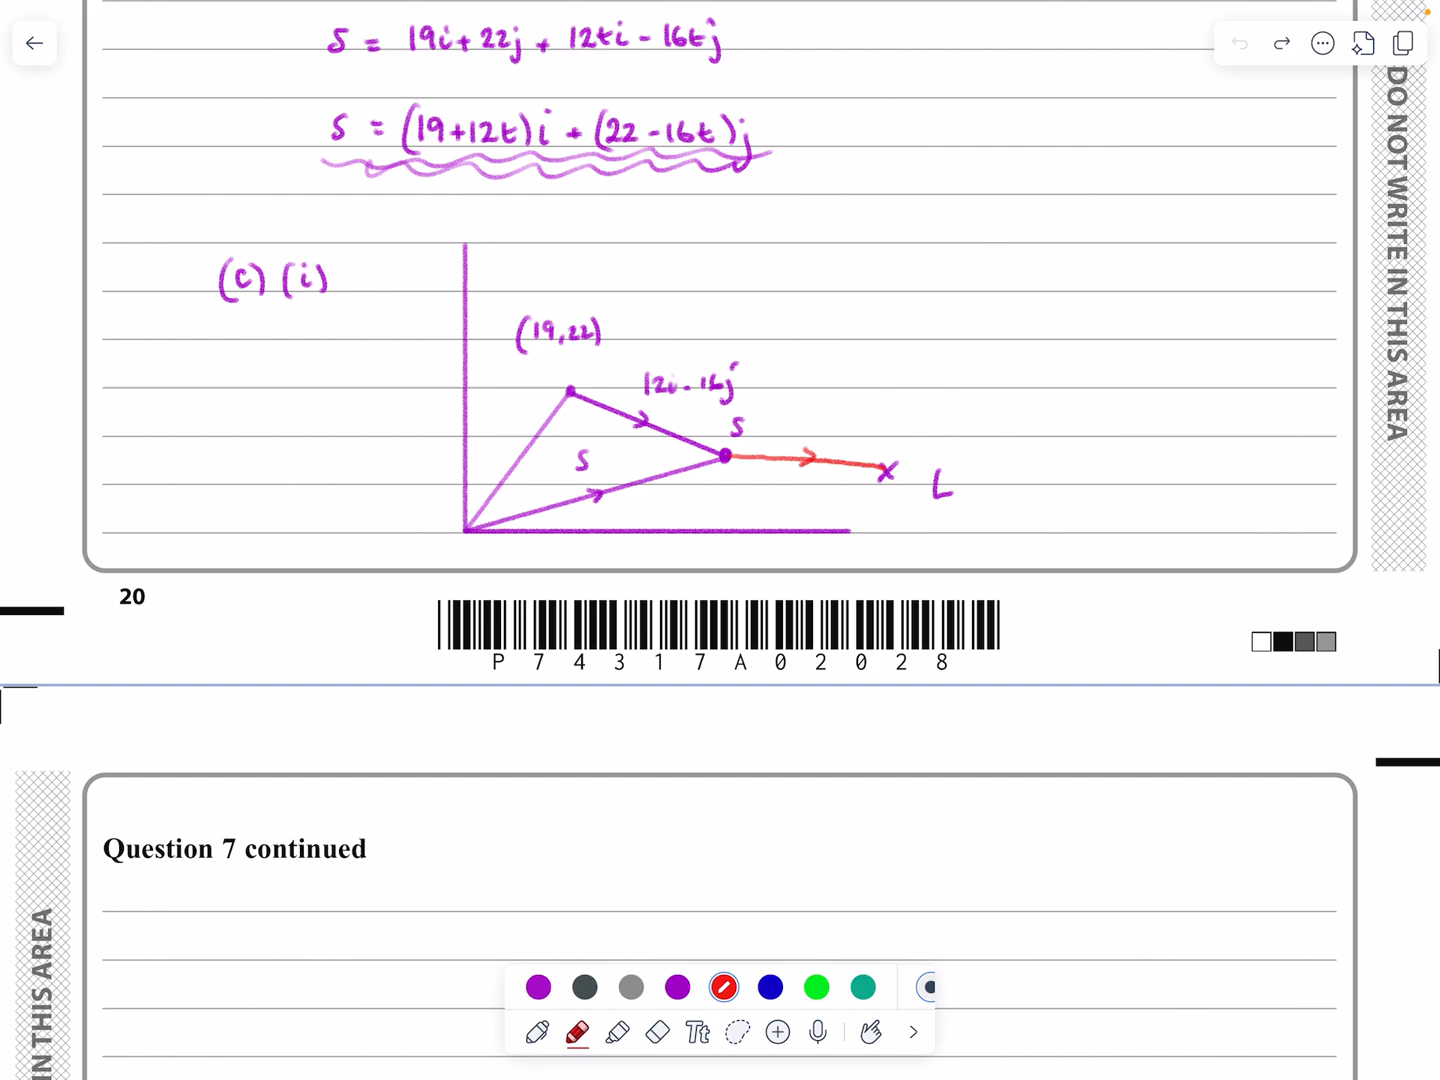 s = 19i + 22j + 12ti - 16tj
s = (19+12t)i + (22-16t)j
DO NOT WRITE IN THIS AREA
(c) (i)
(19,22)
12i - 16j
s
s
L
20
P 7 4 3 1 7 A 0 2 0 2 8
Question 7 continued
IN THIS AREA
Tt